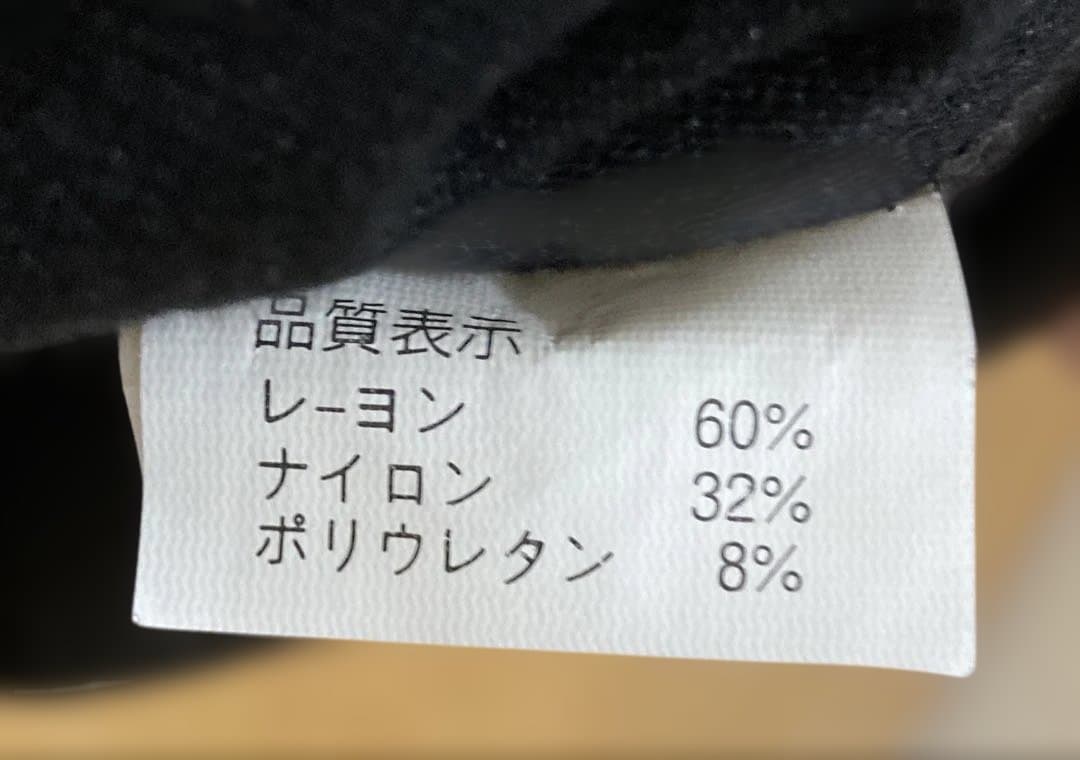 品質表示
レーヨン 60%
ナイロン 32%
ポリウレタン 8%